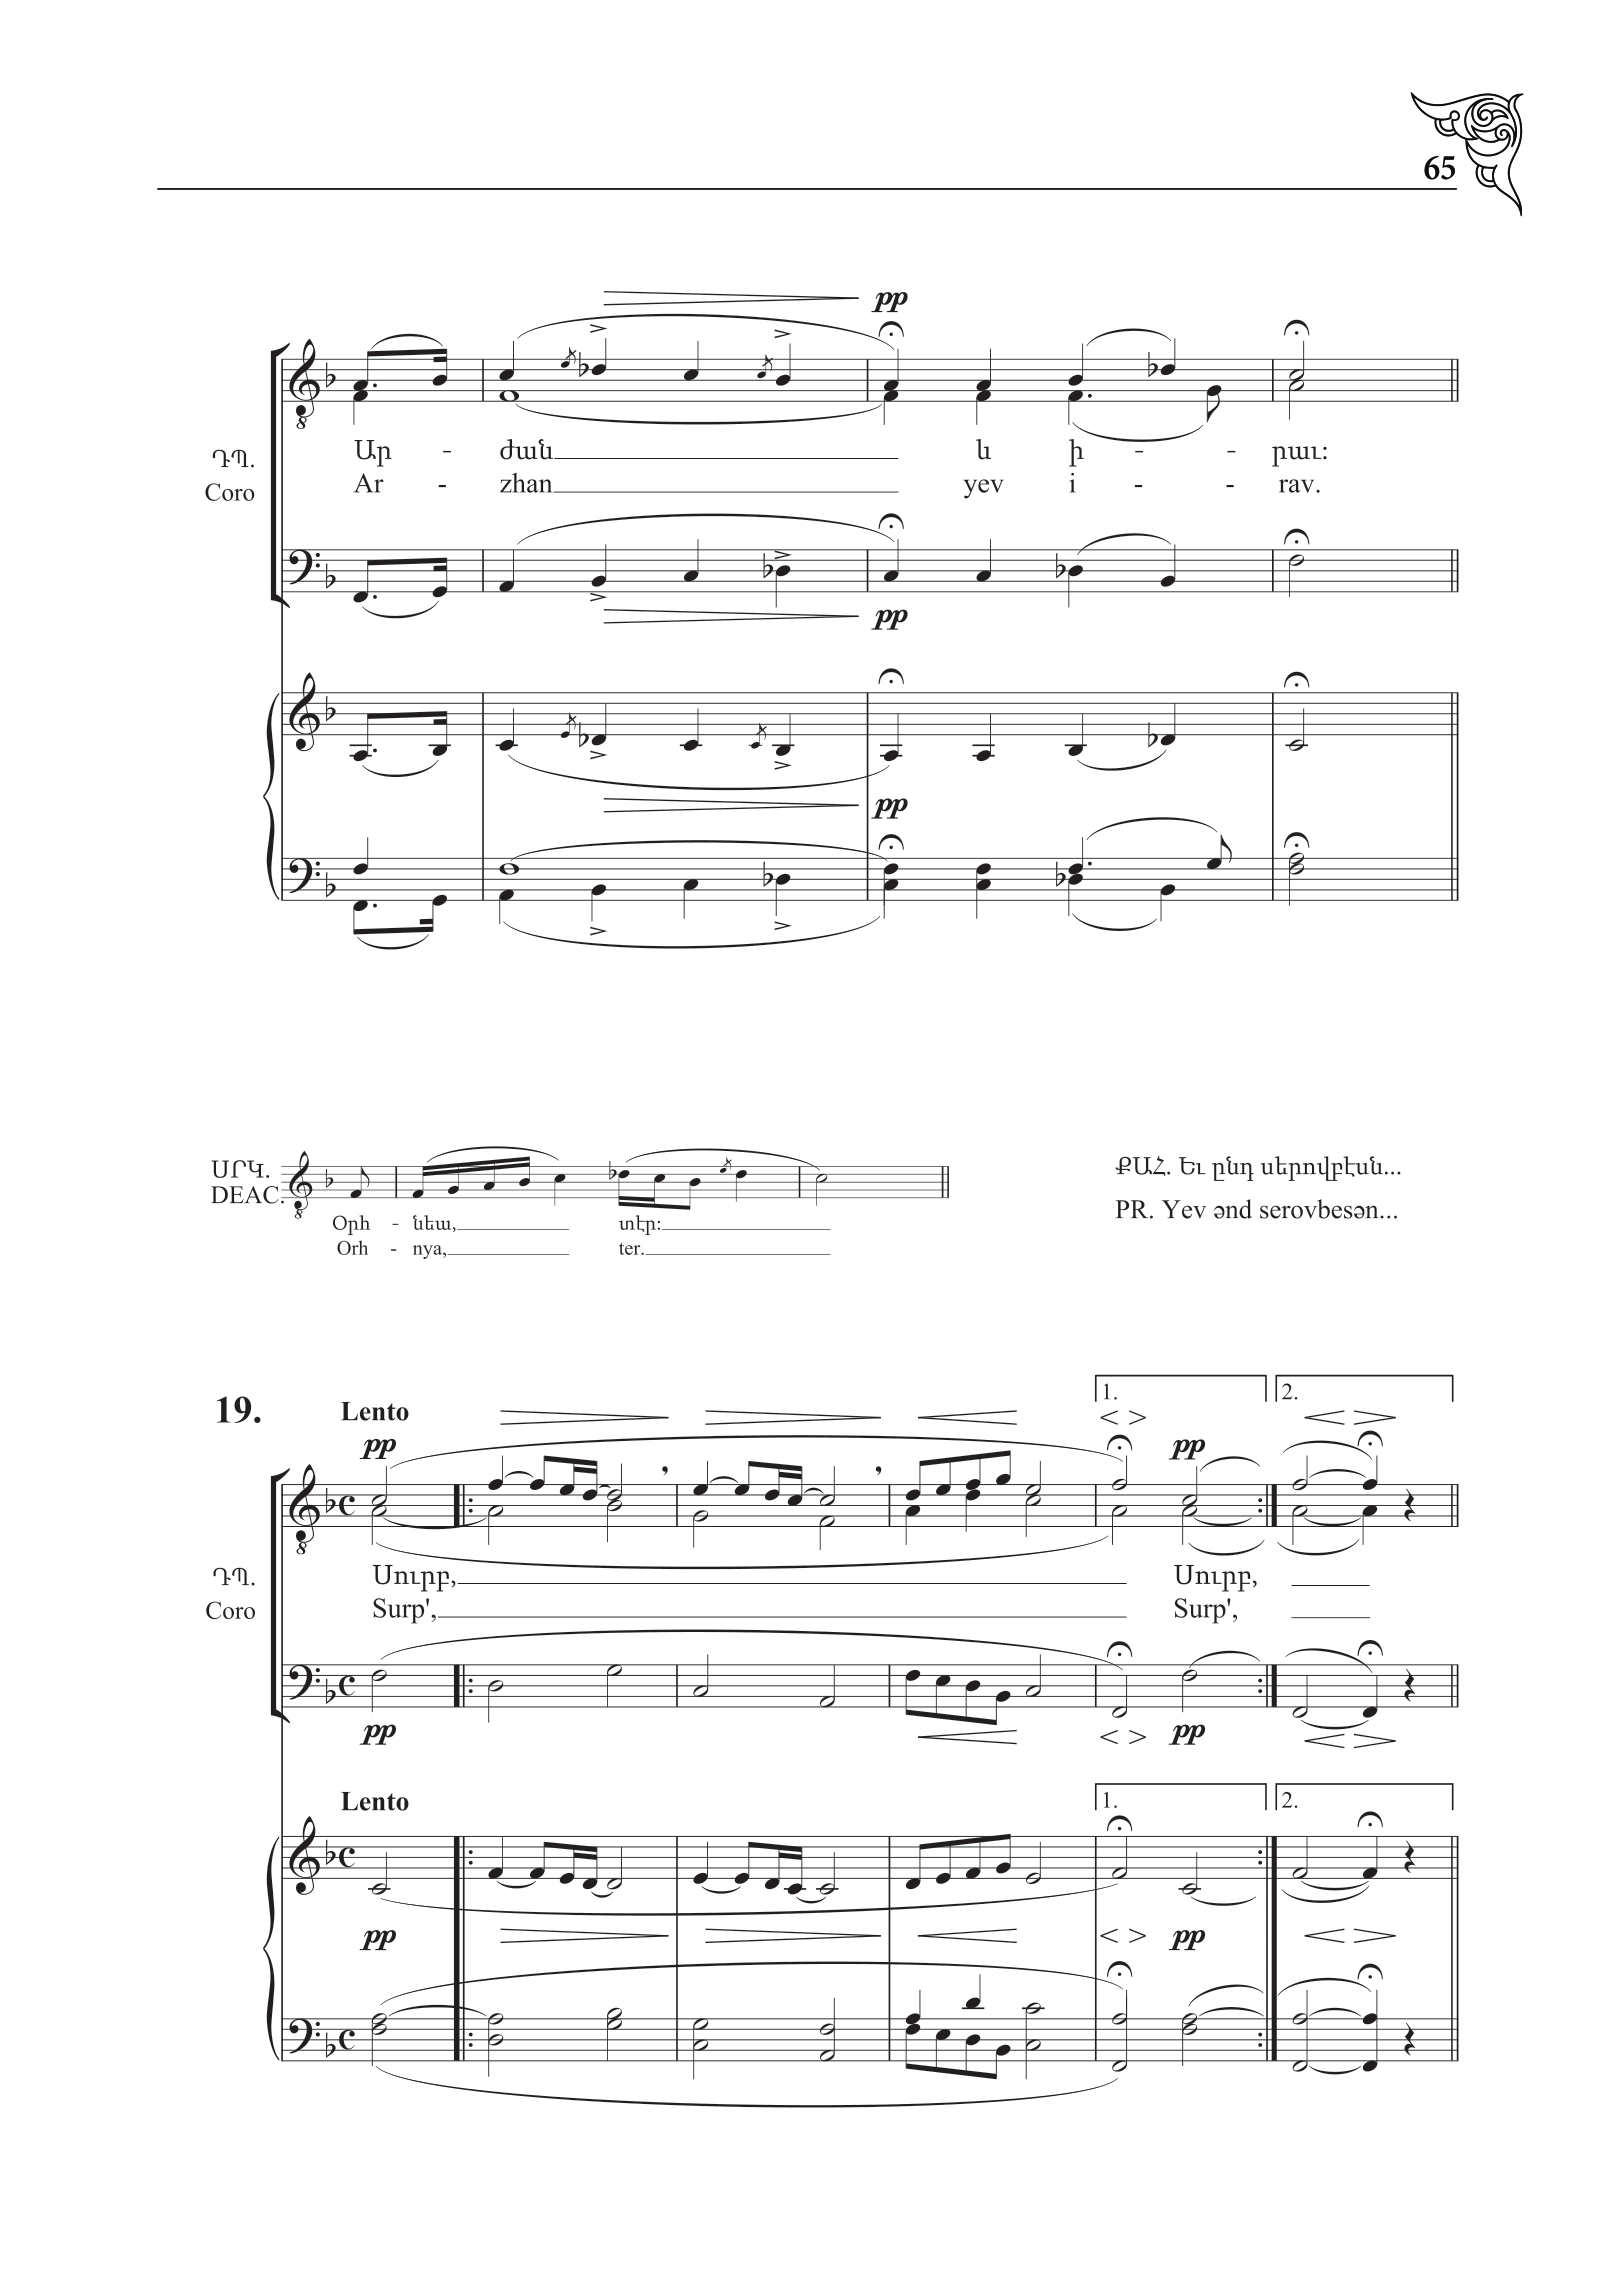 65
pp
ԴՊ.
Coro
Ար - ժան և ի - - րաւ։
Ar - zhan yev i - - rav.
pp
pp
ՍՐԿ.
DEAC.
Օրհ - նեա, տէր։
Orh - nya, ter.
ՔԱՀ. Եւ ընդ սերովբէսն...
PR. Yev ənd serovbesən...
19. Lento
1. 2.
pp pp
ԴՊ.
Coro
Սուրբ, Սուրբ,
Surp', Surp',
pp pp
Lento
1. 2.
pp pp